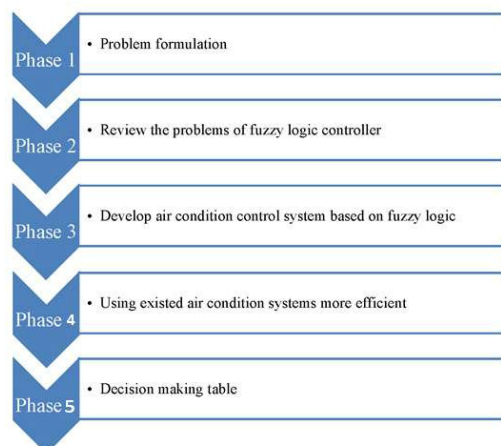 Phase 1
• Problem formulation
Phase 2
• Review the problems of fuzzy logic controller
Phase 3
• Develop air condition control system based on fuzzy logic
Phase 4
• Using existed air condition systems more efficient
Phase 5
• Decision making table